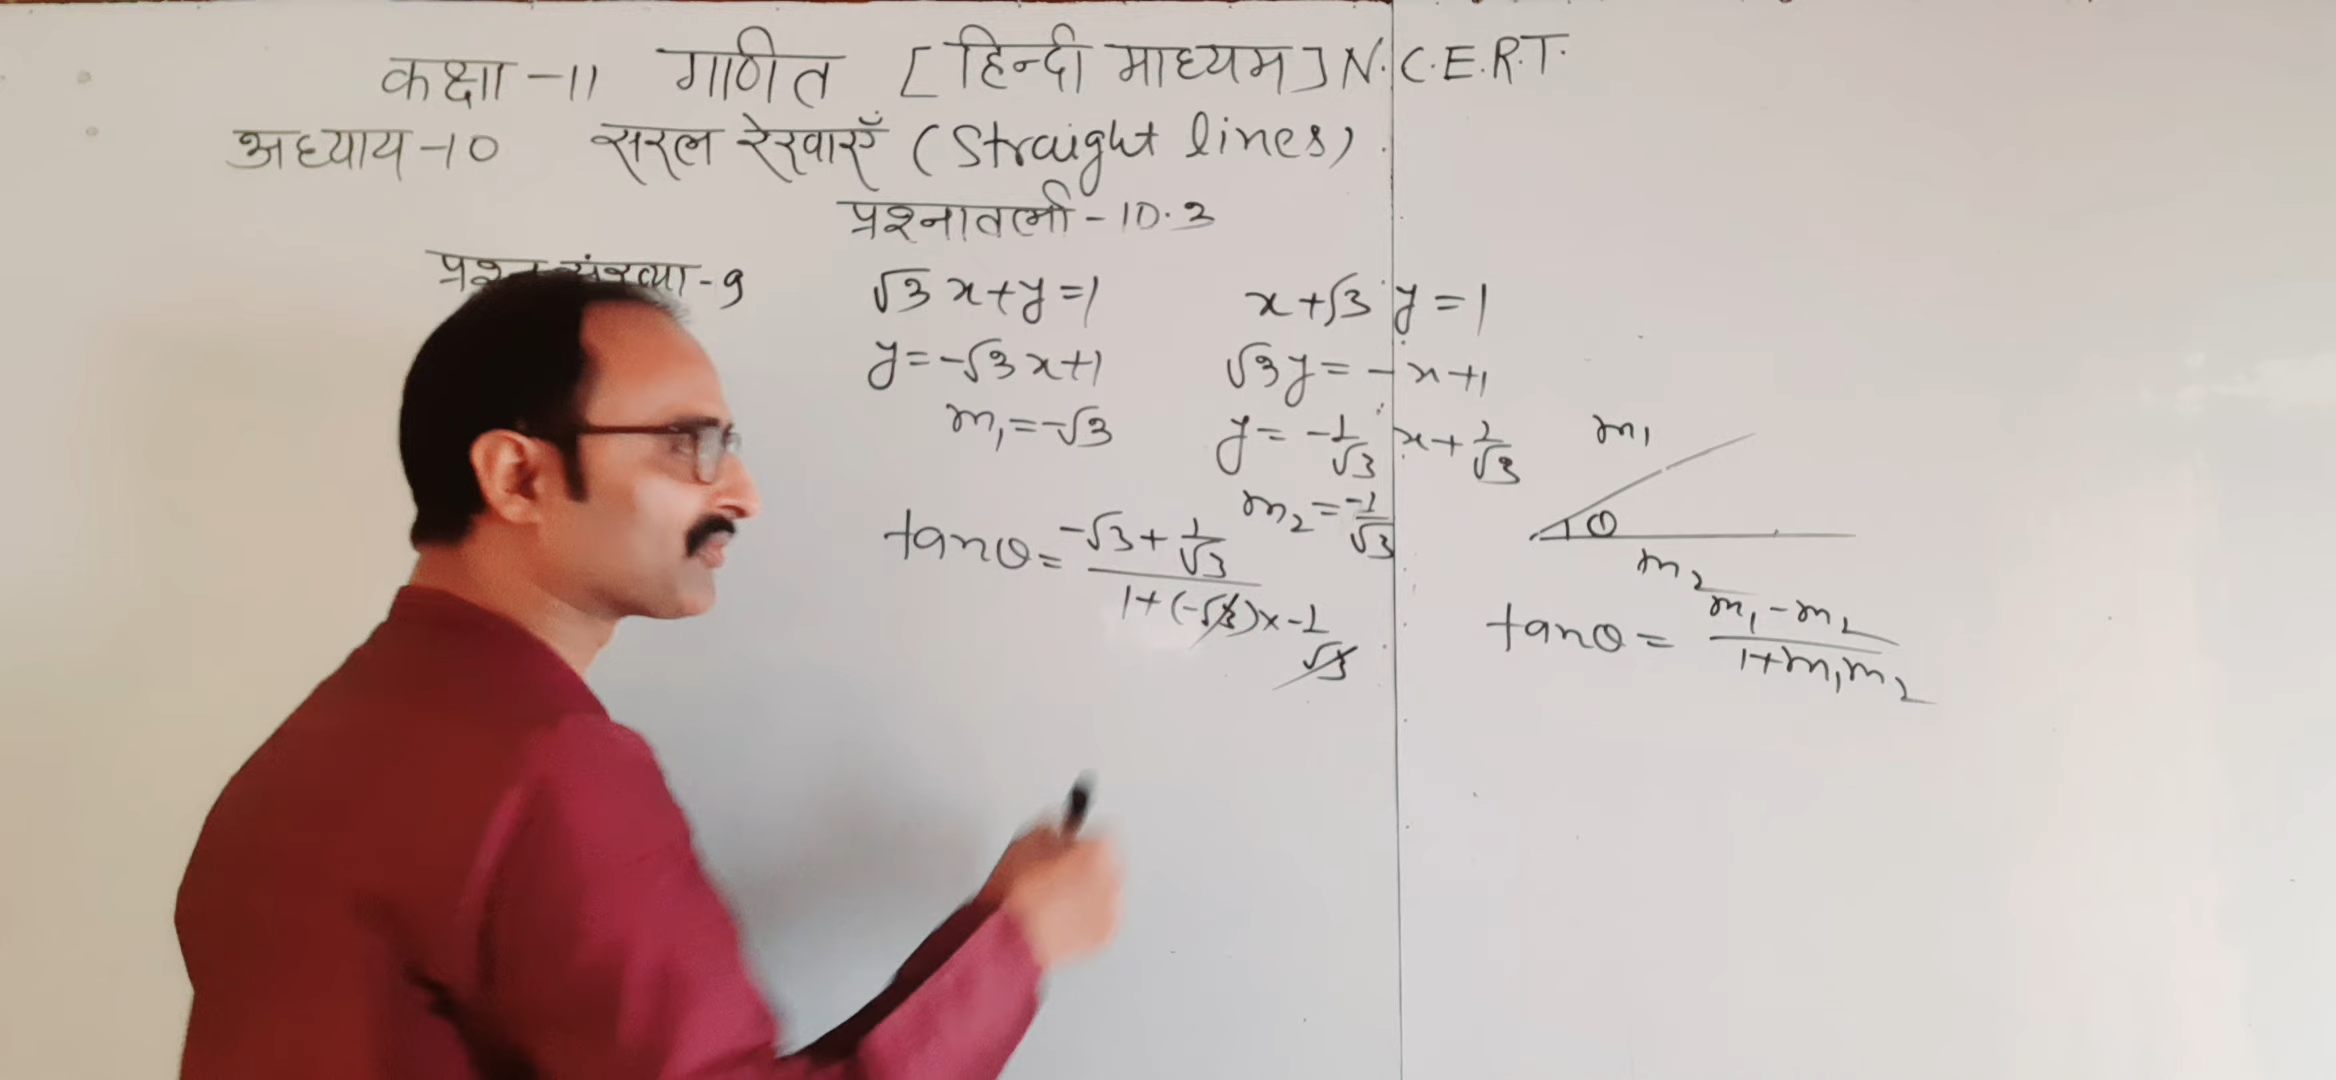 कक्षा -11 गणित [हिन्दी माध्यम] N.C.E.R.T.
अध्याय-10 सरल रेखाएँ (Straight lines)
प्रश्नावली-10.3
संख्या-9
√3 x+y=1
y=-√3x+1
m₁=-√3
x+√3 y=1
√3y=-x+1
y=-1/√3 x+1/√3
m₂=-1/√3
tanθ=(-√3+1/√3)/(1+(-√3)x-1/√3)
m₁
θ
m₂
tanθ=(m₁-m₂)/(1+m₁m₂)